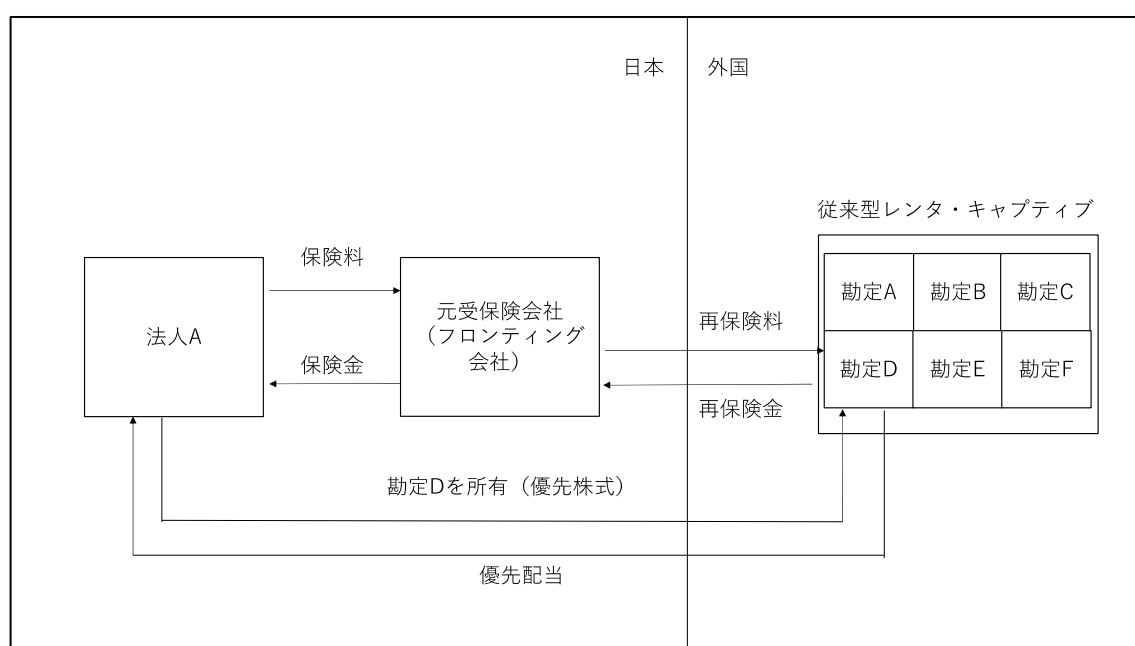 日本
外国
従来型レンタ・キャプティブ
保険料
元受保険会社
（フロンティング
会社）
法人A
保険金
再保険料
再保険金
勘定A
勘定B
勘定C
勘定D
勘定E
勘定F
勘定Dを所有（優先株式）
優先配当